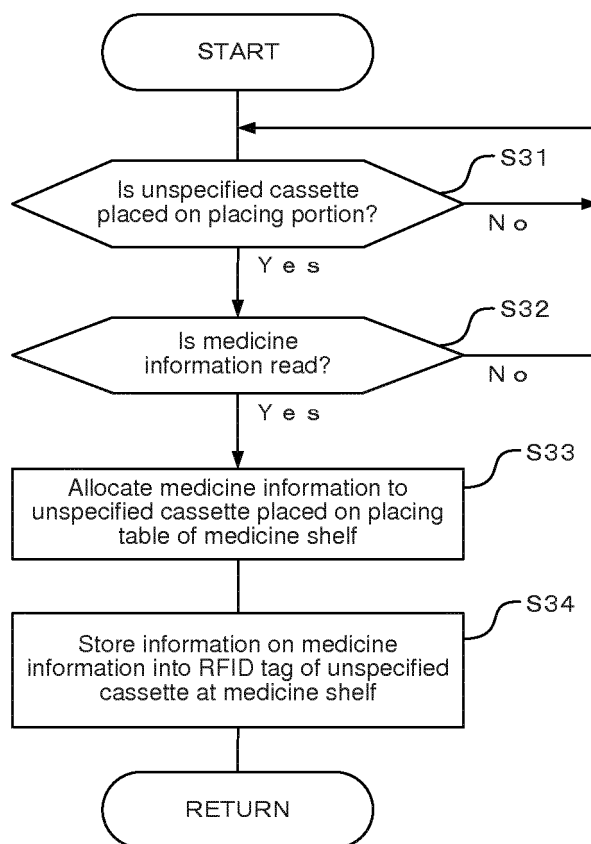 START
S31
Is unspecified cassette
placed on placing portion?
No
Yes
S32
Is medicine
information read?
No
Yes
S33
Allocate medicine information to
unspecified cassette placed on placing
table of medicine shelf
S34
Store information on medicine
information into RFID tag of unspecified
cassette at medicine shelf
RETURN